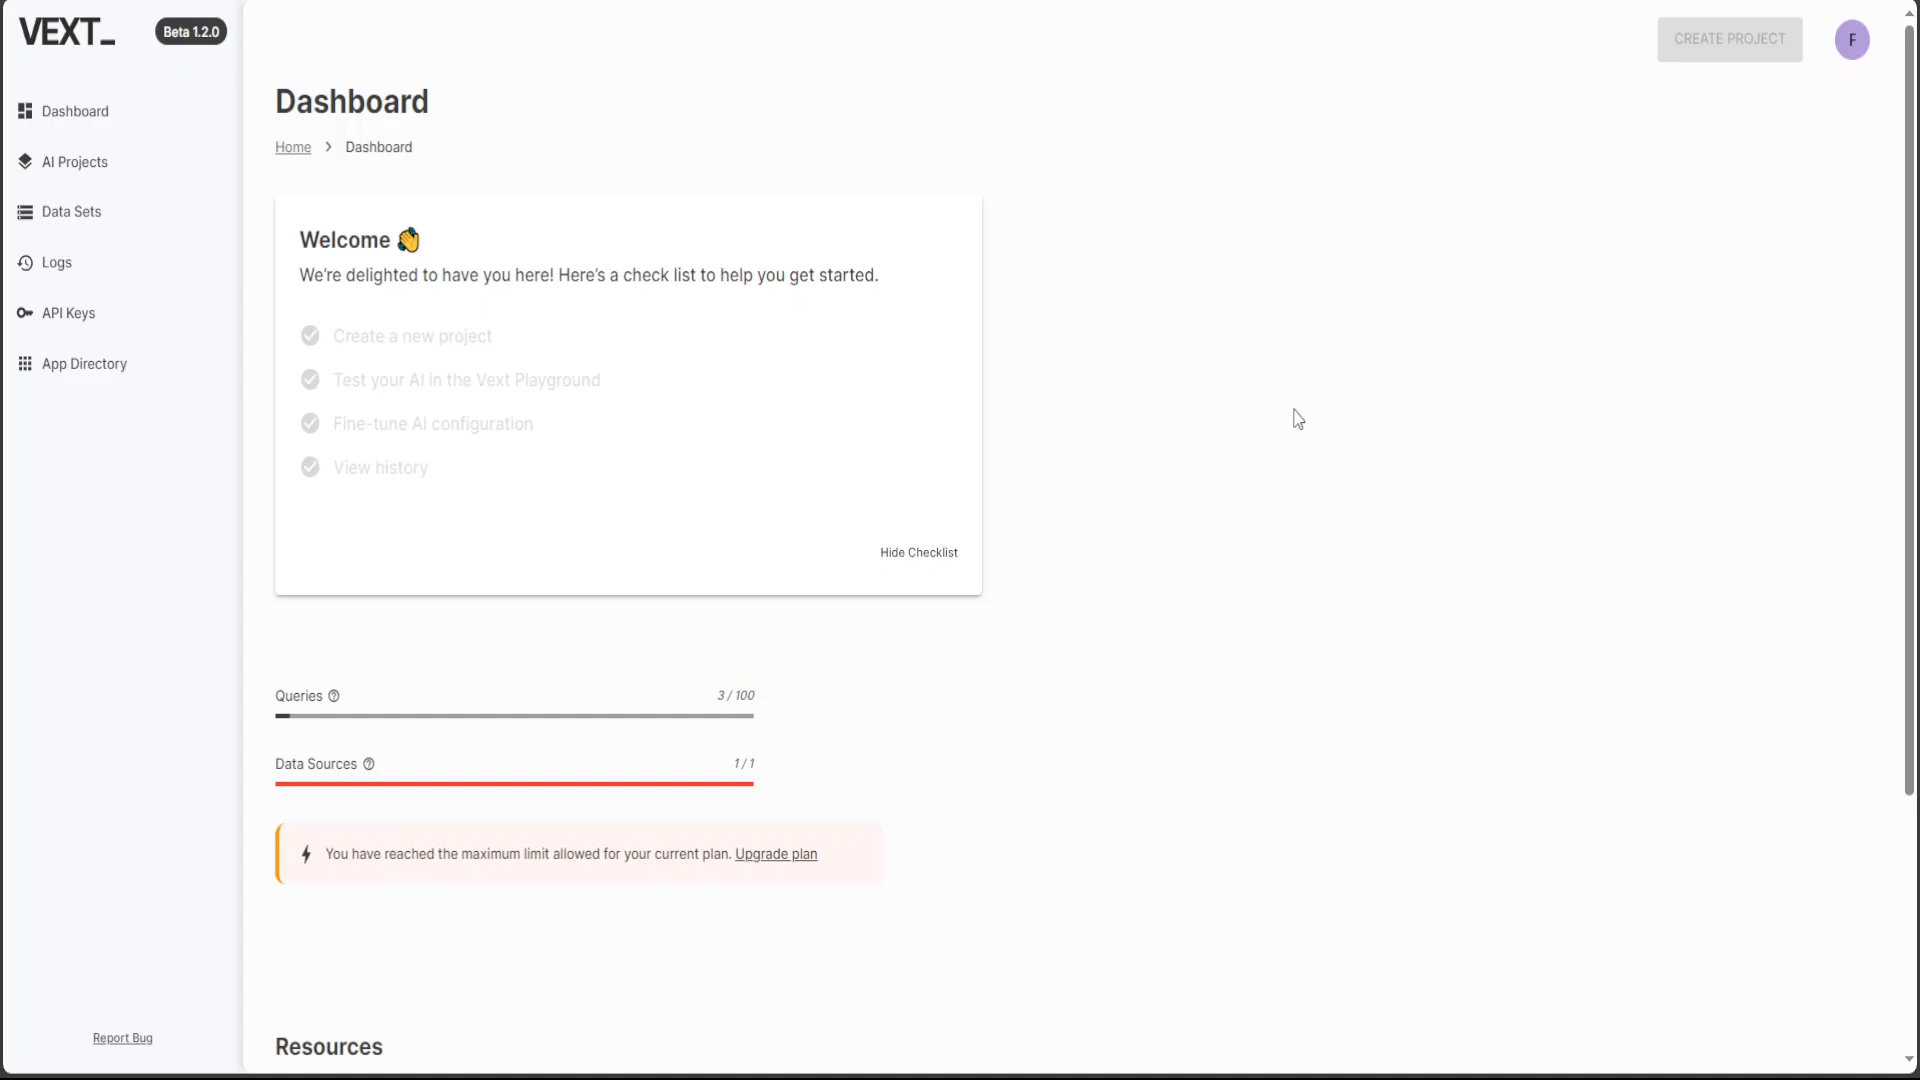 VEXT_
Beta 1.2.0
Dashboard
AI Projects
Data Sets
Logs
API Keys
App Directory
Report Bug
CREATE PROJECT
F
Dashboard
Home > Dashboard
Welcome 👋
We're delighted to have you here! Here's a check list to help you get started.
Create a new project
Test your AI in the Vext Playground
Fine-tune AI configuration
View history
Hide Checklist
Queries 3 / 100
Data Sources 1 / 1
You have reached the maximum limit allowed for your current plan. Upgrade plan
Resources